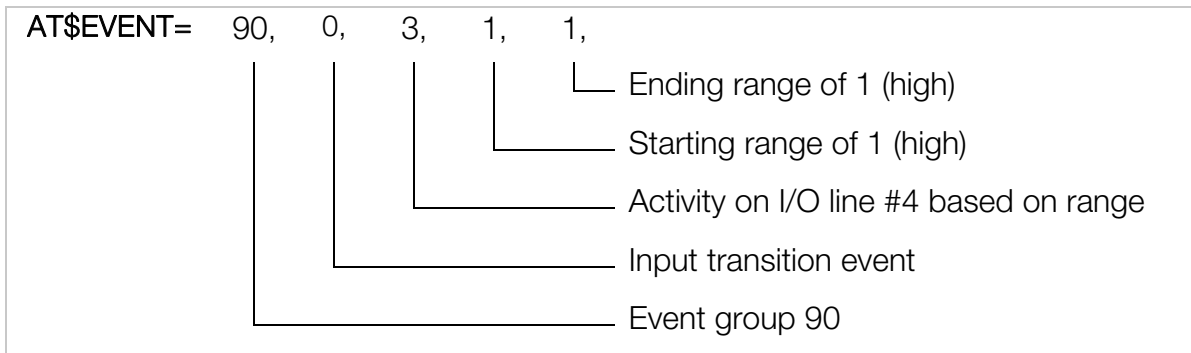 AT$EVENT= 90, 0, 3, 1, 1,
Ending range of 1 (high)
Starting range of 1 (high)
Activity on I/O line #4 based on range
Input transition event
Event group 90